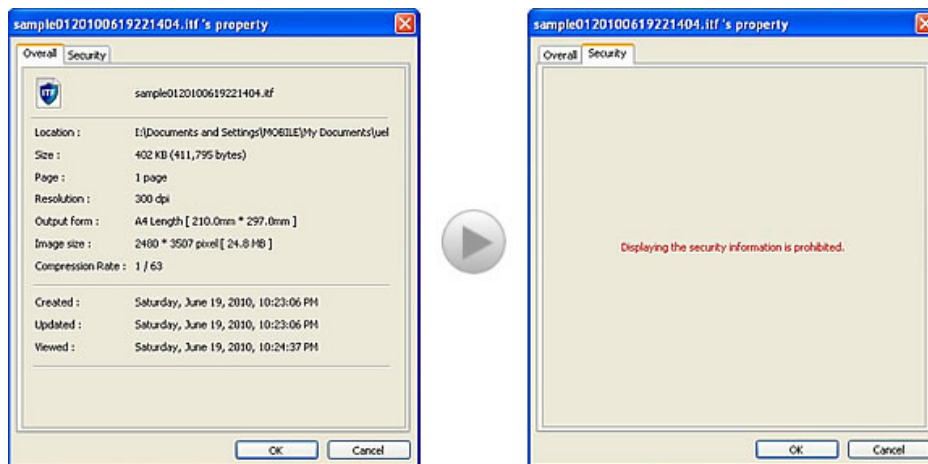 sample0120100619221404.itf 's property
Overall Security
ITF
sample0120100619221404.itf
Location : I:\Documents and Settings\MOBILE\My Documents\uel
Size : 402 KB (411,795 bytes)
Page : 1 page
Resolution : 300 dpi
Output form : A4 Length [ 210.0mm * 297.0mm ]
Image size : 2480 * 3507 pixel [ 24.8 MB ]
Compression Rate : 1 / 63
Created : Saturday, June 19, 2010, 10:23:06 PM
Updated : Saturday, June 19, 2010, 10:23:06 PM
Viewed : Saturday, June 19, 2010, 10:24:37 PM
OK Cancel
sample0120100619221404.itf 's property
Overall Security
Displaying the security information is prohibited.
OK Cancel